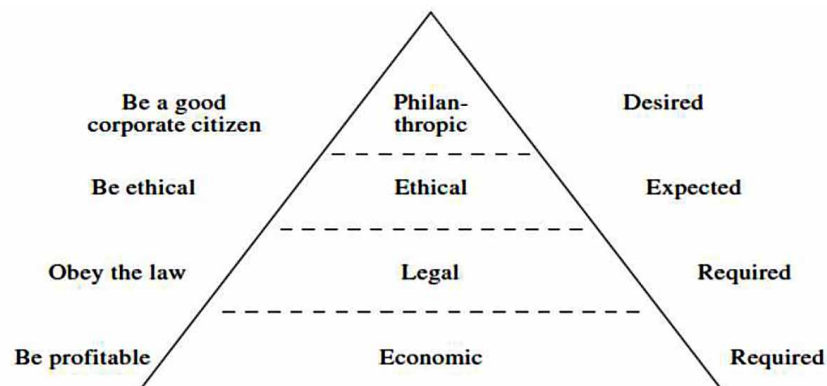 Be a good
corporate citizen
Philan-
thropic
Desired
Be ethical
Ethical
Expected
Obey the law
Legal
Required
Be profitable
Economic
Required